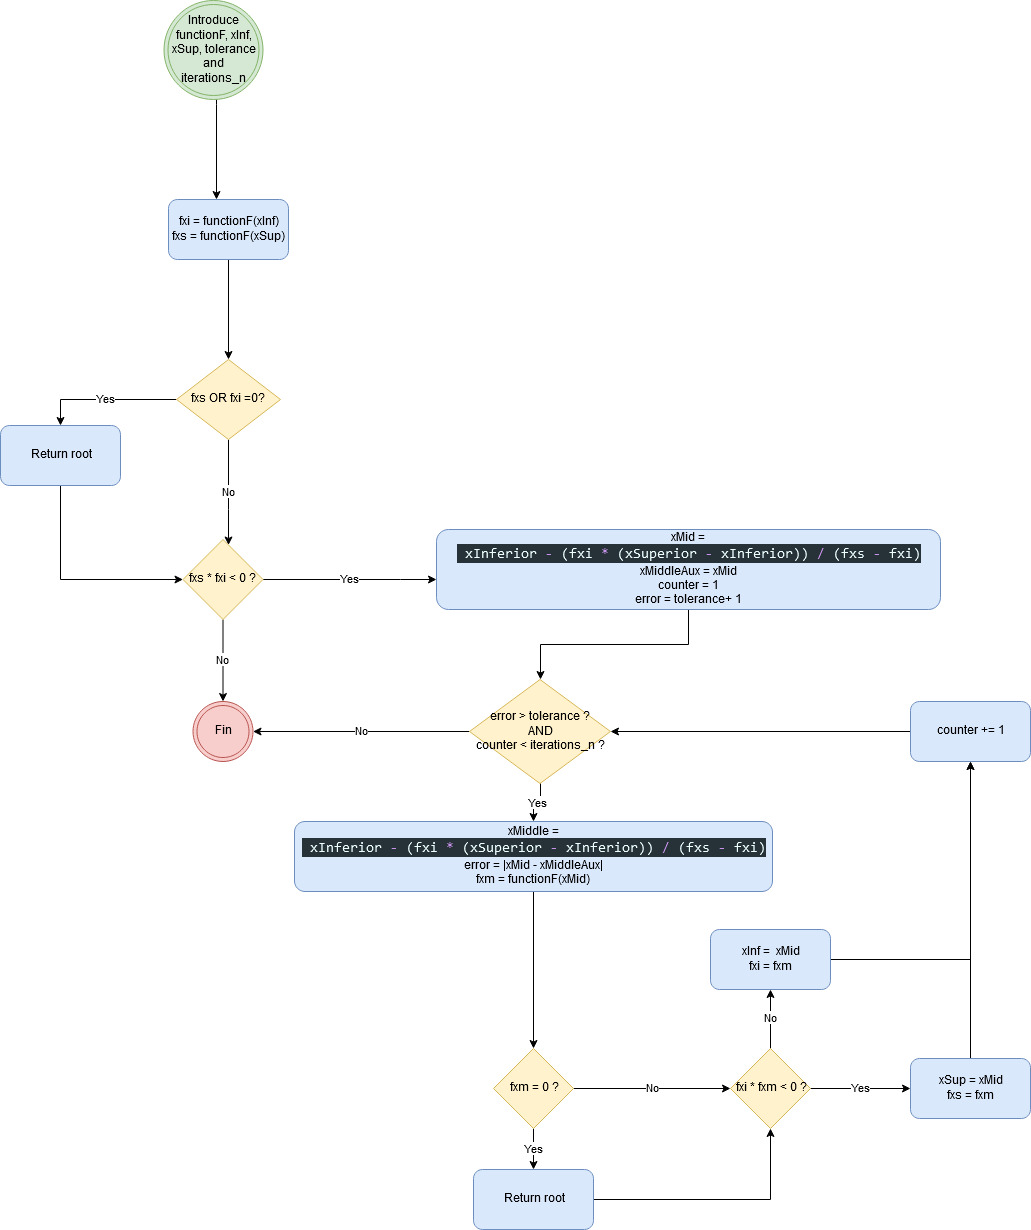 Introduce
functionF, xInf,
xSup, tolerance
and
iterations_n
fxi = functionF(xInf)
fxs = functionF(xSup)
fxs OR fxi =0?
Yes
Return root
No
fxs * fxi < 0 ?
Yes
xMid =
xInferior - (fxi * (xSuperior - xInferior)) / (fxs - fxi)
xMiddleAux = xMid
counter = 1
error = tolerance+ 1
No
Fin
error > tolerance ?
AND
counter < iterations_n ?
No
counter += 1
Yes
xMiddle =
xInferior - (fxi * (xSuperior - xInferior)) / (fxs - fxi)
error = |xMid - xMiddleAux|
fxm = functionF(xMid)
xInf = xMid
fxi = fxm
No
fxm = 0 ?
No
fxi * fxm < 0 ?
Yes
xSup = xMid
fxs = fxm
Yes
Return root